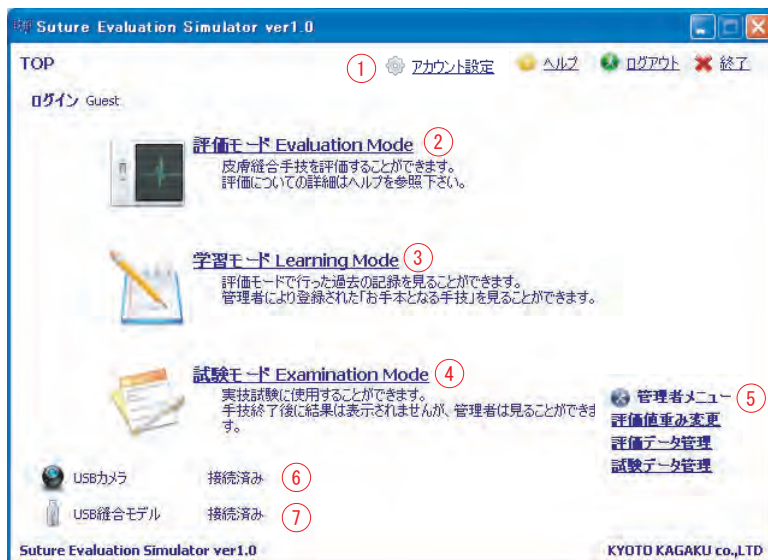 Suture Evaluation Simulator ver1.0
TOP
① アカウント設定 ヘルプ ログアウト 終了
ログイン Guest
評価モード Evaluation Mode ②
皮膚縫合手技を評価することができます。
評価についての詳細はヘルプを参照下さい。
学習モード Learning Mode ③
評価モードで行った過去の記録を見ることができます。
管理者により登録された「お手本となる手技」を見ることができます。
試験モード Examination Mode ④
実技試験に使用することができます。
手技終了後に結果は表示されませんが、管理者は見ることができま
す。
管理者メニュー ⑤
評価値重み変更
評価データ管理
試験データ管理
USBカメラ 接続済み ⑥
USB縫合モデル 接続済み ⑦
Suture Evaluation Simulator ver1.0 KYOTO KAGAKU co.,LTD